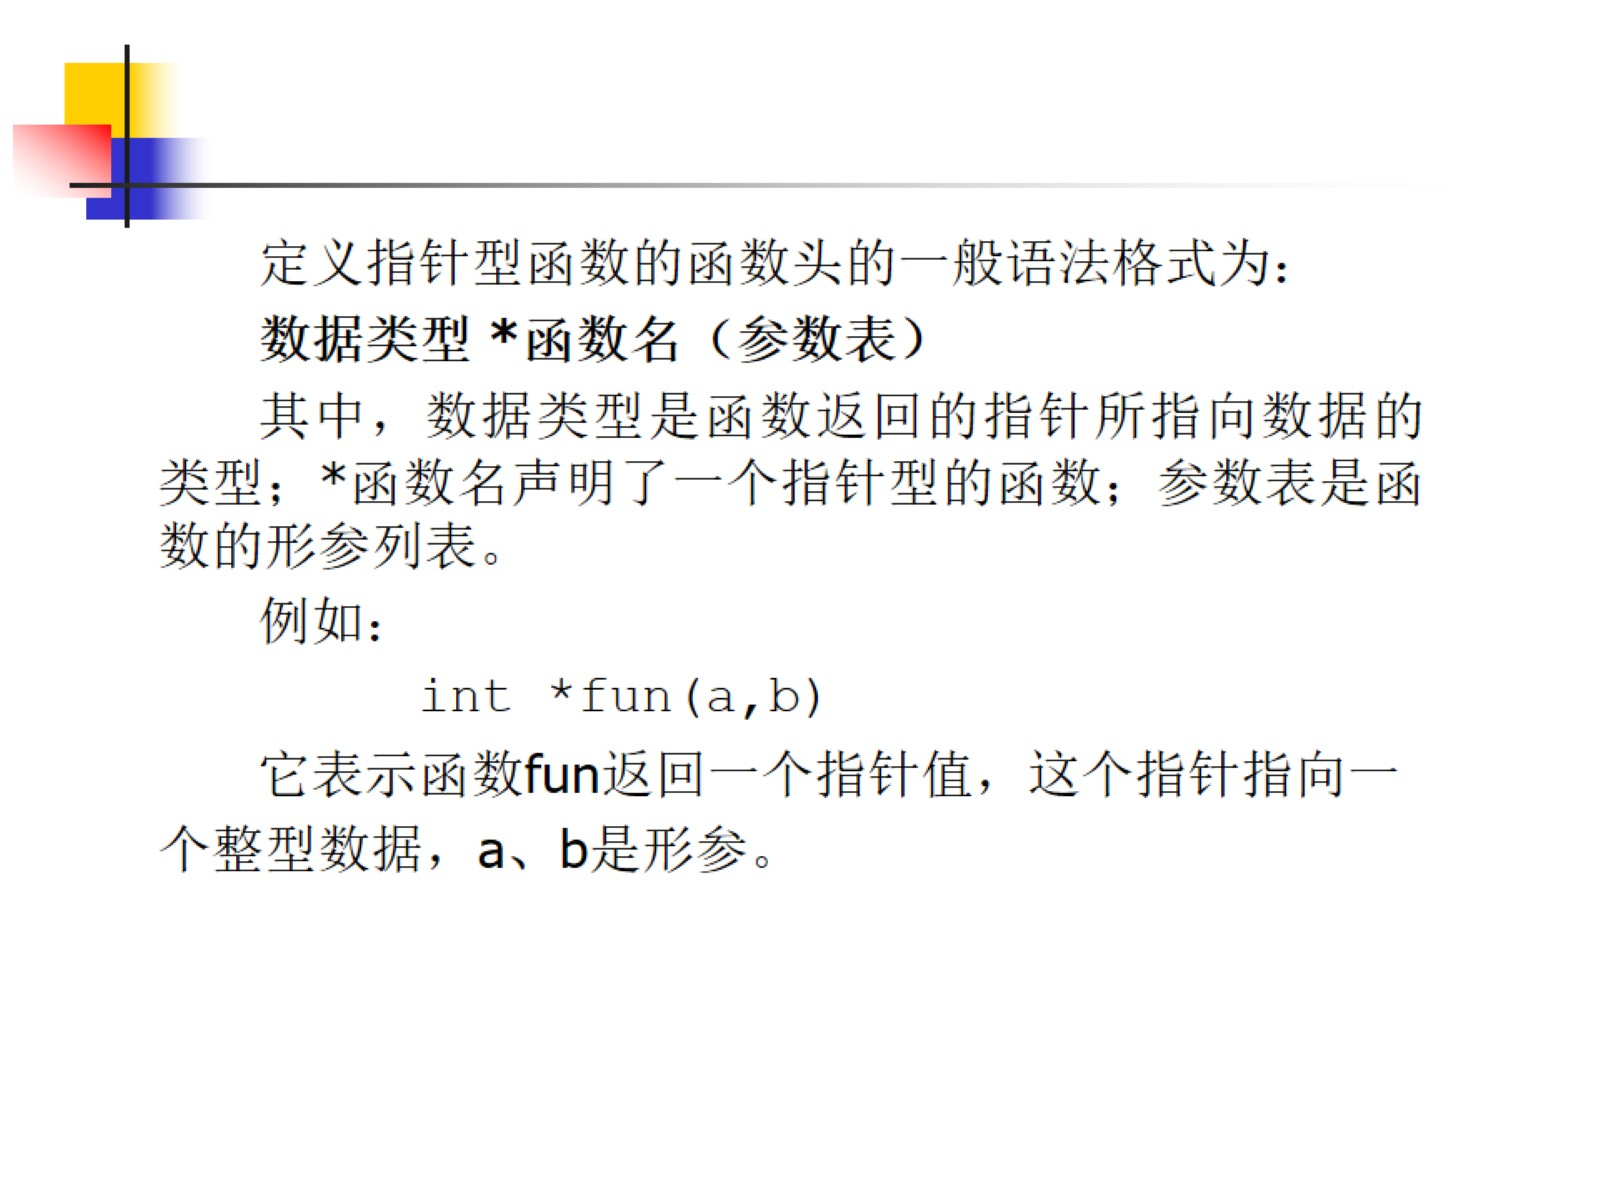 定义指针型函数的函数头的一般语法格式为：
数据类型 *函数名（参数表）
其中，数据类型是函数返回的指针所指向数据的
类型；*函数名声明了一个指针型的函数；参数表是函
数的形参列表。
例如：
int *fun(a,b)
它表示函数fun返回一个指针值，这个指针指向一
个整型数据，a、b是形参。